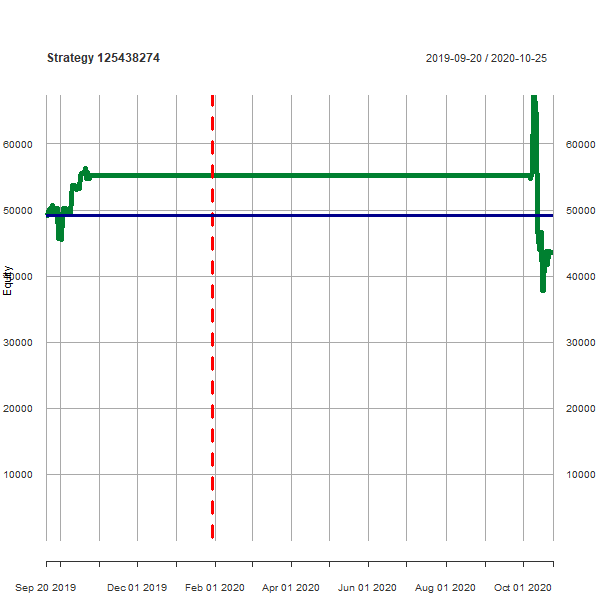 Strategy 125438274
2019-09-20 / 2020-10-25
60000
60000
50000
50000
40000
40000
Equity
30000
30000
20000
20000
10000
10000
Sep 20 2019
Dec 01 2019
Feb 01 2020
Apr 01 2020
Jun 01 2020
Aug 01 2020
Oct 01 2020